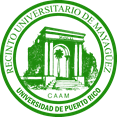 RECINTO UNIVERSITARIO DE MAYAGÜEZ
CAAM
UNIVERSIDAD DE PUERTO RICO